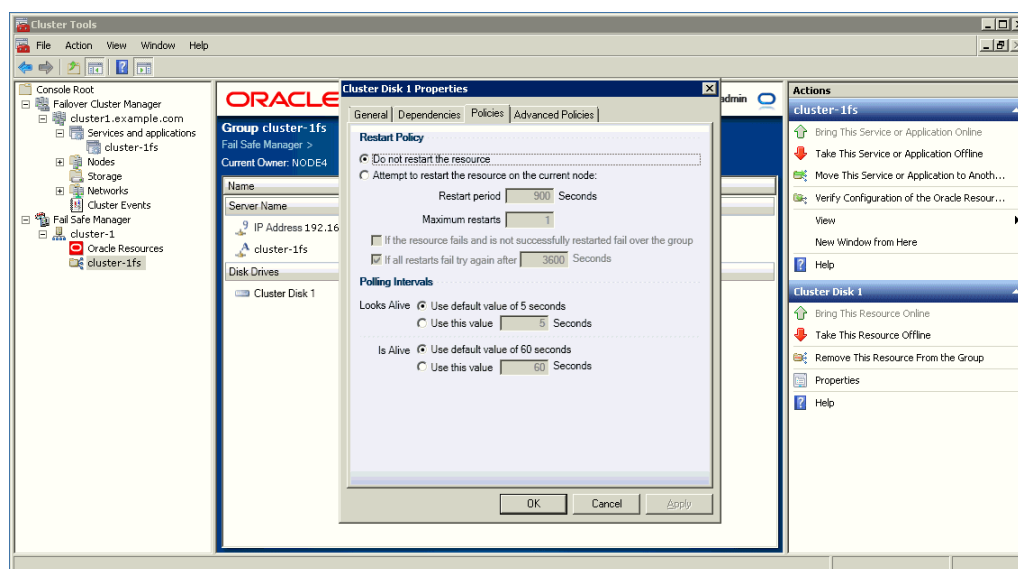 Cluster Tools
File Action View Window Help
Console Root
Failover Cluster Manager
cluster1.example.com
Services and applications
cluster-1fs
Nodes
Storage
Networks
Cluster Events
Fail Safe Manager
cluster-1
Oracle Resources
cluster-1fs
ORACLE
admin
Group cluster-1fs
Fail Safe Manager >
Current Owner: NODE4
Name
Server Name
IP Address 192.16
cluster-1fs
Disk Drives
Cluster Disk 1
Cluster Disk 1 Properties
General Dependencies Policies Advanced Policies
Restart Policy
Do not restart the resource
Attempt to restart the resource on the current node:
Restart period 900 Seconds
Maximum restarts 1
If the resource fails and is not successfully restarted fail over the group
If all restarts fail try again after 3600 Seconds
Polling Intervals
Looks Alive Use default value of 5 seconds
Use this value 5 Seconds
Is Alive Use default value of 60 seconds
Use this value 60 Seconds
OK Cancel Apply
Actions
cluster-1fs
Bring This Service or Application Online
Take This Service or Application Offline
Move This Service or Application to Anoth...
Verify Configuration of the Oracle Resour...
View
New Window from Here
Help
Cluster Disk 1
Bring This Resource Online
Take This Resource Offline
Remove This Resource From the Group
Properties
Help